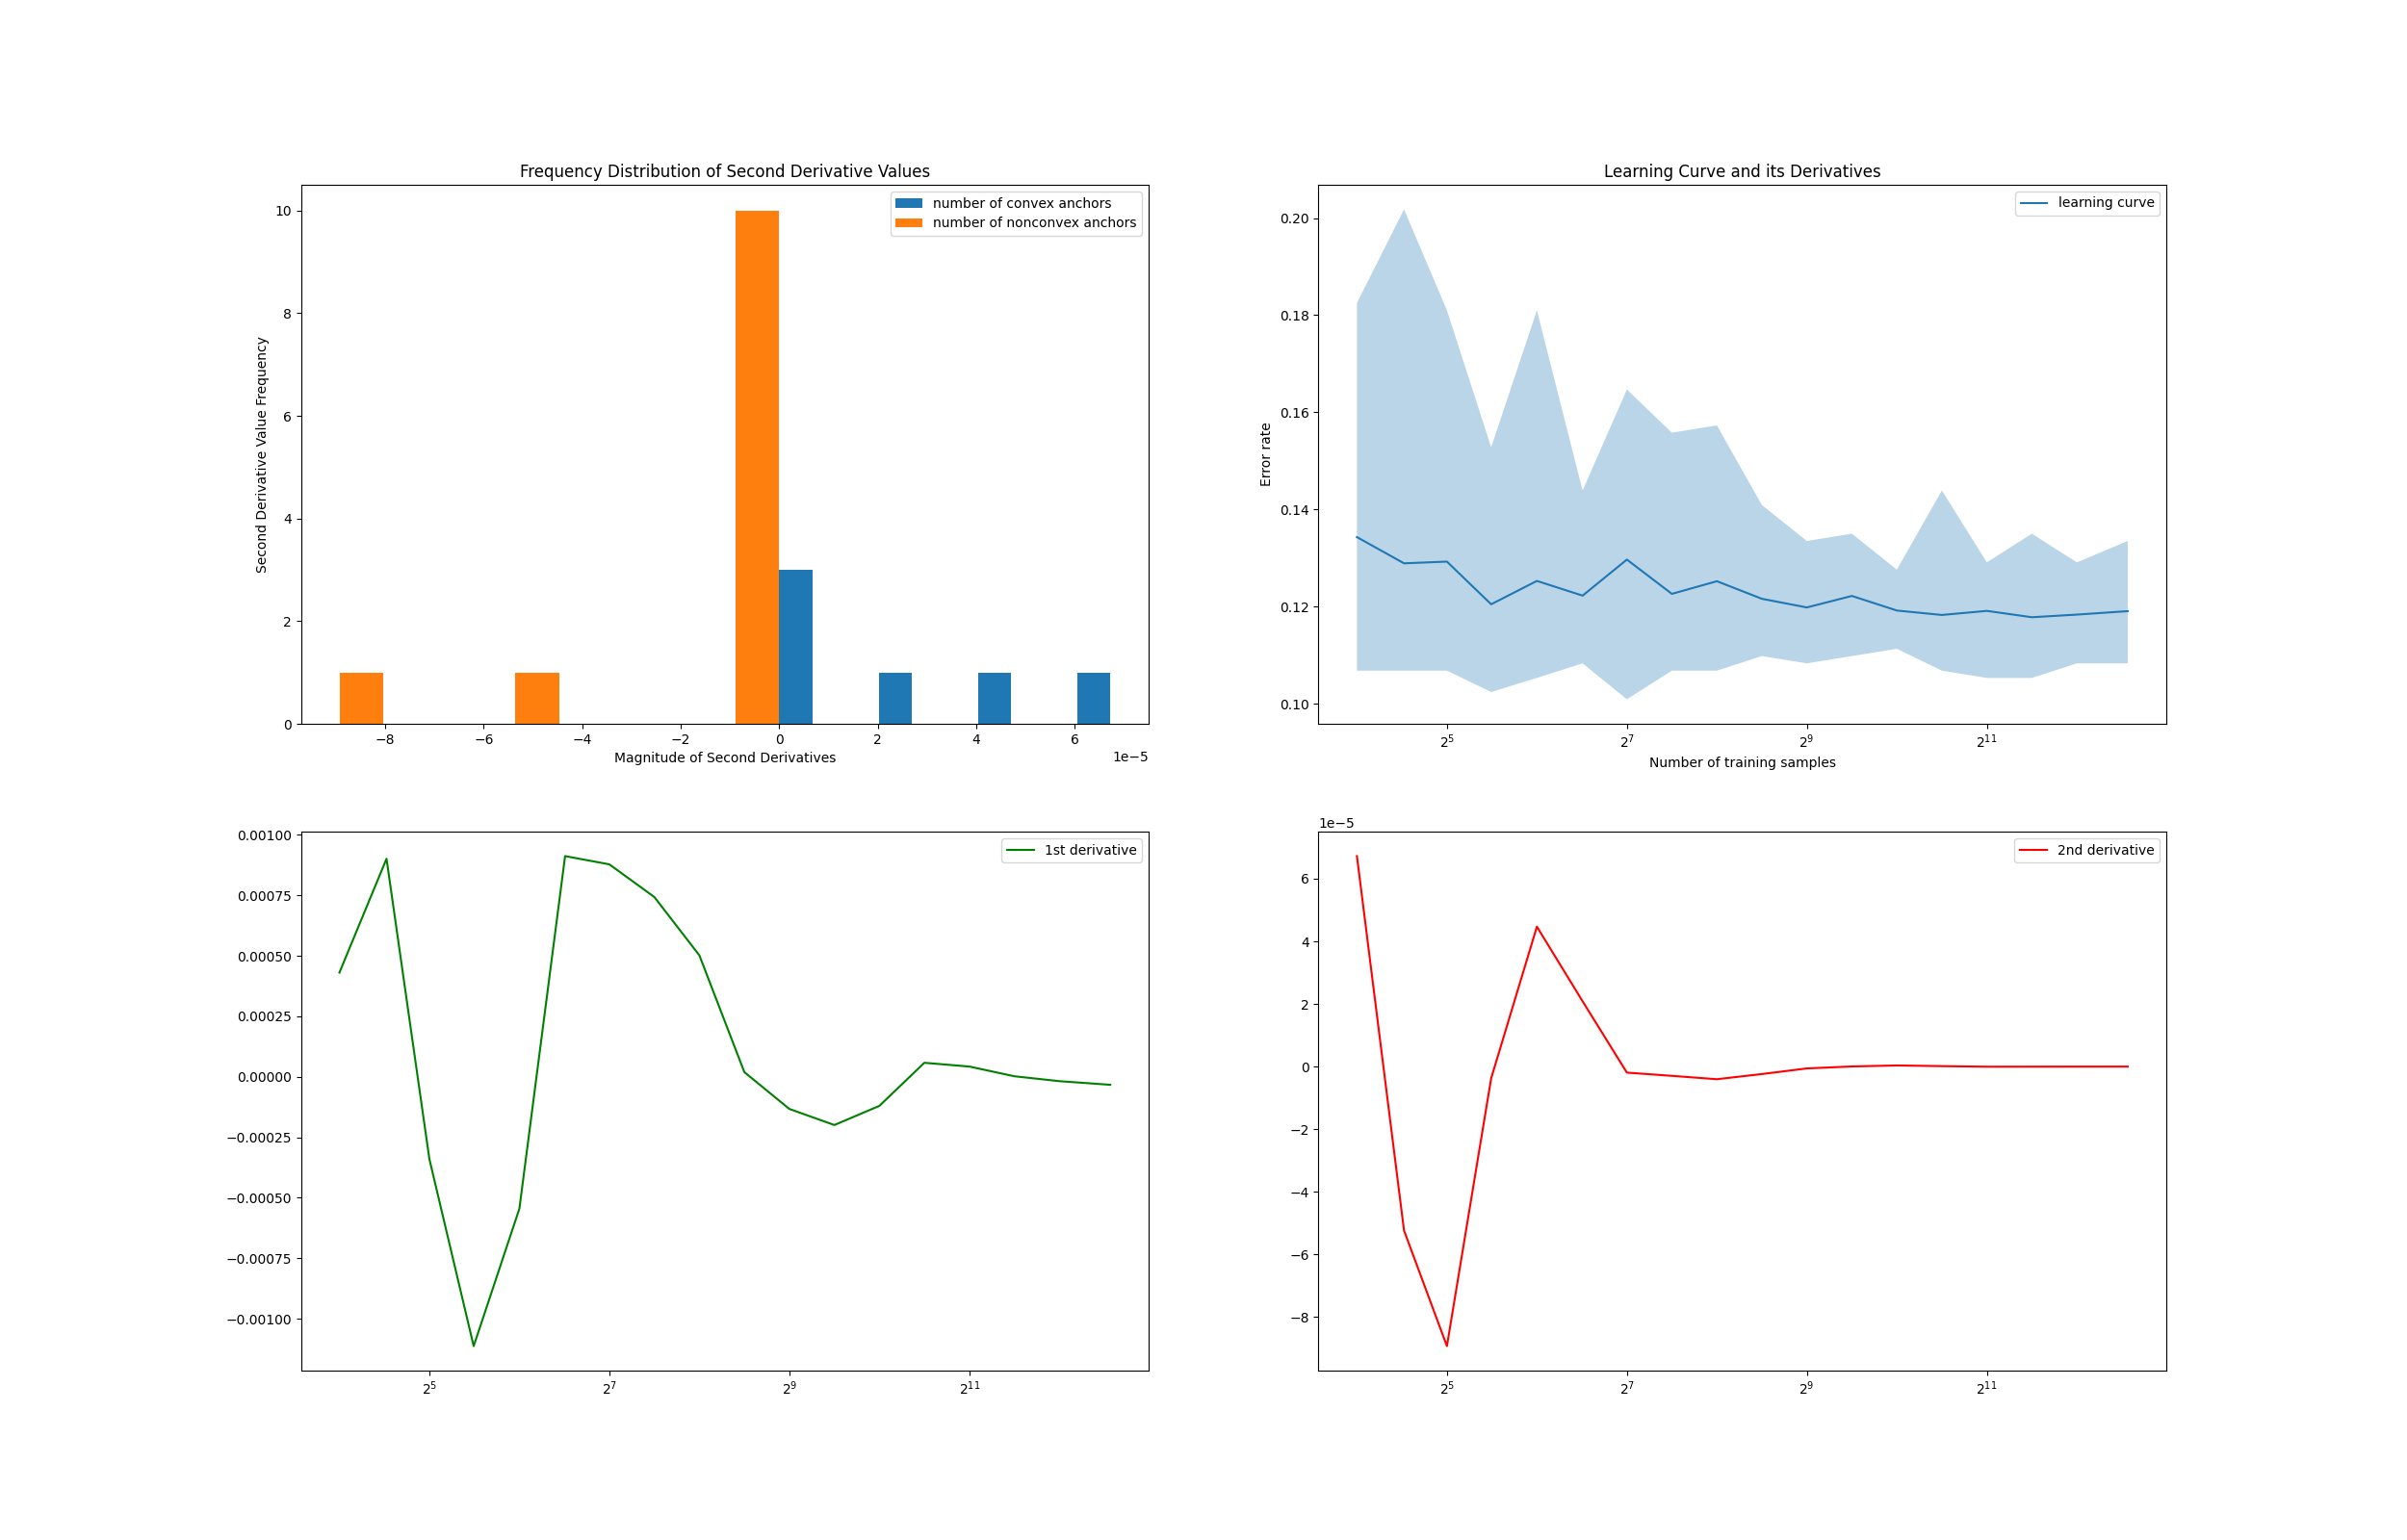 Frequency Distribution of Second Derivative Values
number of convex anchors
number of nonconvex anchors
Second Derivative Value Frequency
10
8
6
4
2
0
−8 −6 −4 −2 0 2 4 6
1e−5
Magnitude of Second Derivatives
Learning Curve and its Derivatives
learning curve
Error rate
0.20
0.18
0.16
0.14
0.12
0.10
2^5 2^7 2^9 2^11
Number of training samples
1st derivative
0.00100
0.00075
0.00050
0.00025
0.00000
−0.00025
−0.00050
−0.00075
−0.00100
2^5 2^7 2^9 2^11
1e−5
2nd derivative
6
4
2
0
−2
−4
−6
−8
2^5 2^7 2^9 2^11